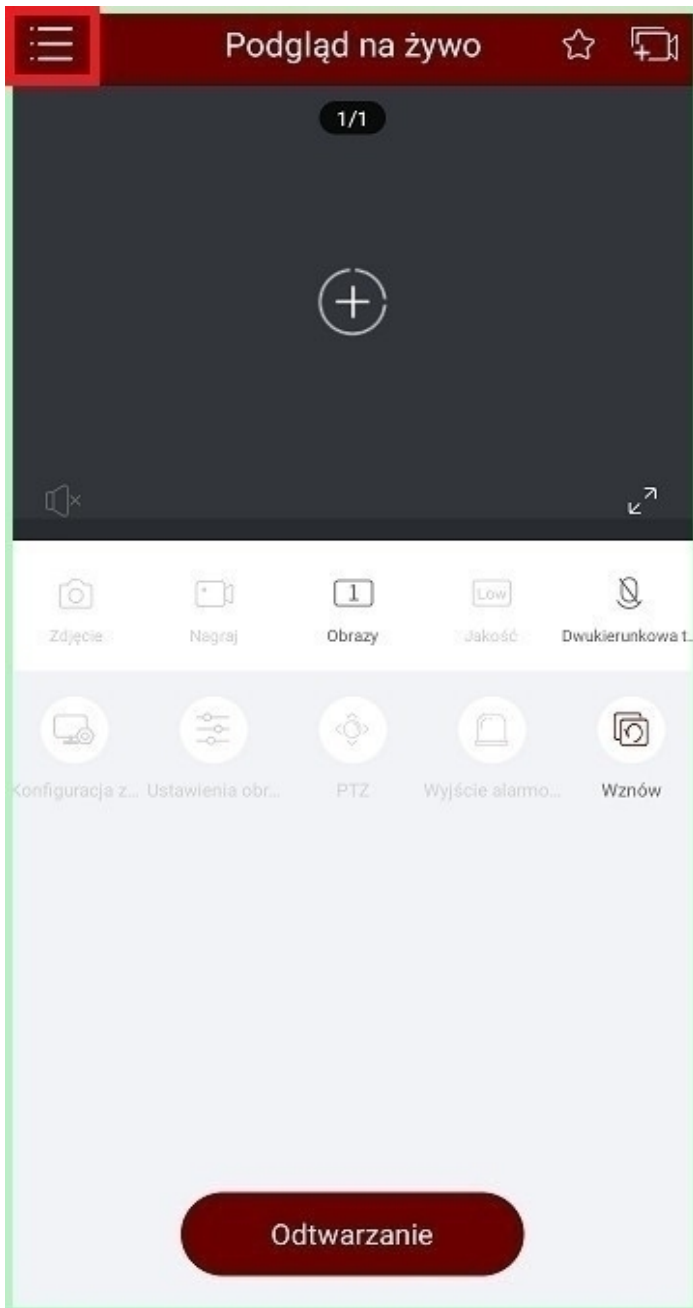 Podgląd na żywo
1/1
Zdjęcie
Nagraj
1
Obrazy
Low
Jakość
Dwukierunkowa t...
Konfiguracja z...
Ustawienia obr...
PTZ
Wyjście alarmo...
Wznów
Odtwarzanie